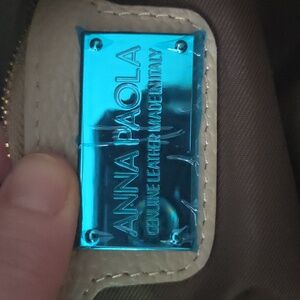 ANNA PAOLA
GENUINE LEATHER MADE IN ITALY